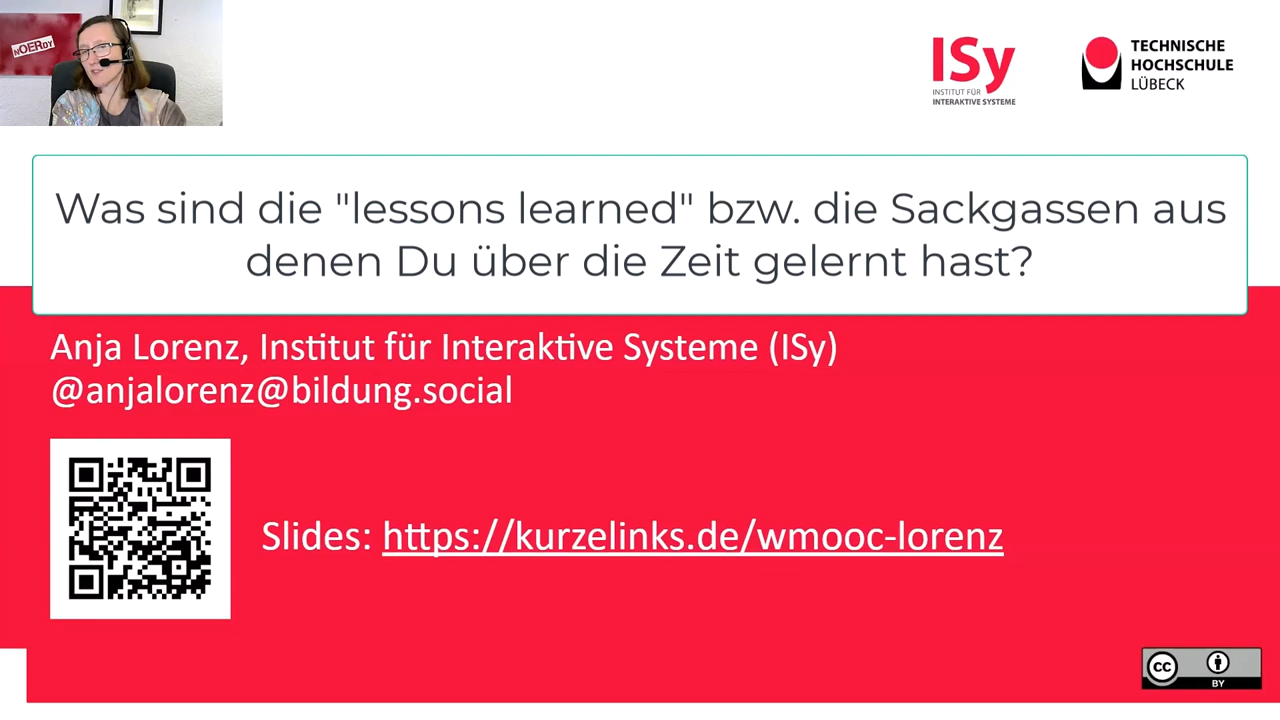 nOERdy
ISy
INSTITUT FÜR
INTERAKTIVE SYSTEME
TECHNISCHE
HOCHSCHULE
LÜBECK
Was sind die "lessons learned" bzw. die Sackgassen aus
denen Du über die Zeit gelernt hast?
Anja Lorenz, Institut für Interaktive Systeme (ISy)
@anjalorenz@bildung.social
Slides: https://kurzelinks.de/wmooc-lorenz
cc
BY